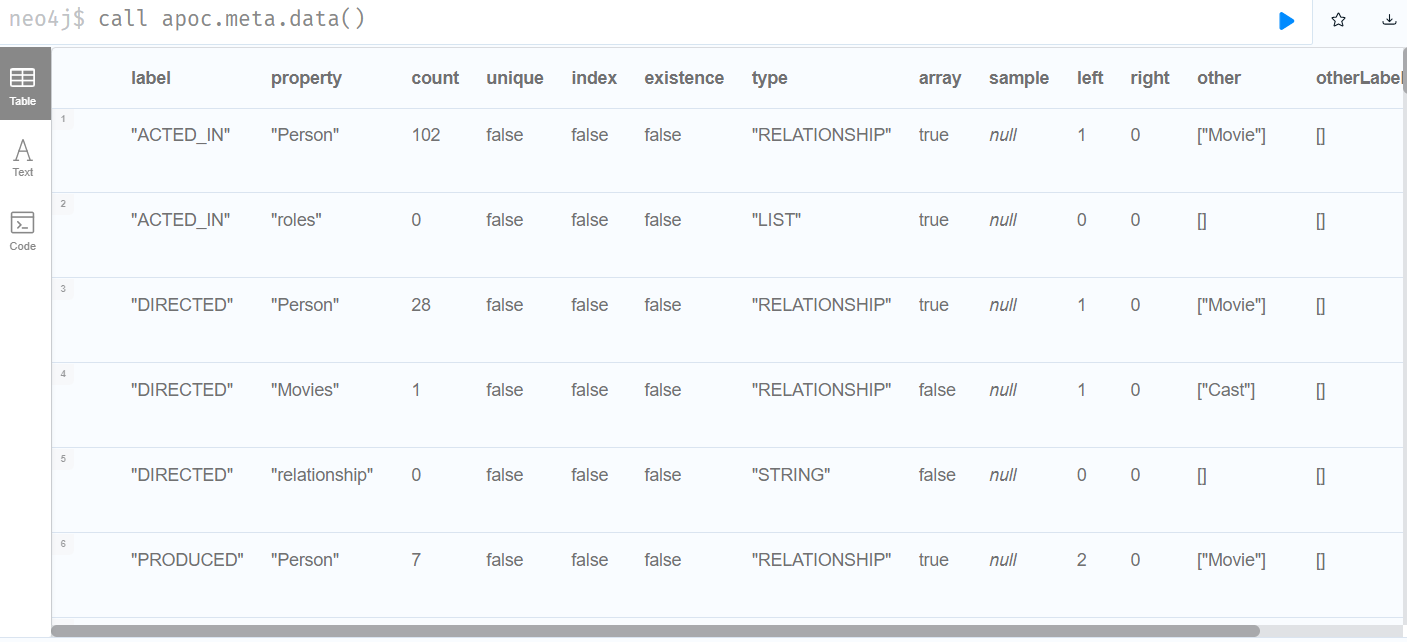 neo4j$ call apoc.meta.data()
Table
Text
Code
label property count unique index existence type array sample left right other otherLabel
1 "ACTED_IN" "Person" 102 false false false "RELATIONSHIP" true null 1 0 ["Movie"] []
2 "ACTED_IN" "roles" 0 false false false "LIST" true null 0 0 [] []
3 "DIRECTED" "Person" 28 false false false "RELATIONSHIP" true null 1 0 ["Movie"] []
4 "DIRECTED" "Movies" 1 false false false "RELATIONSHIP" false null 1 0 ["Cast"] []
5 "DIRECTED" "relationship" 0 false false false "STRING" false null 0 0 [] []
6 "PRODUCED" "Person" 7 false false false "RELATIONSHIP" true null 2 0 ["Movie"] []